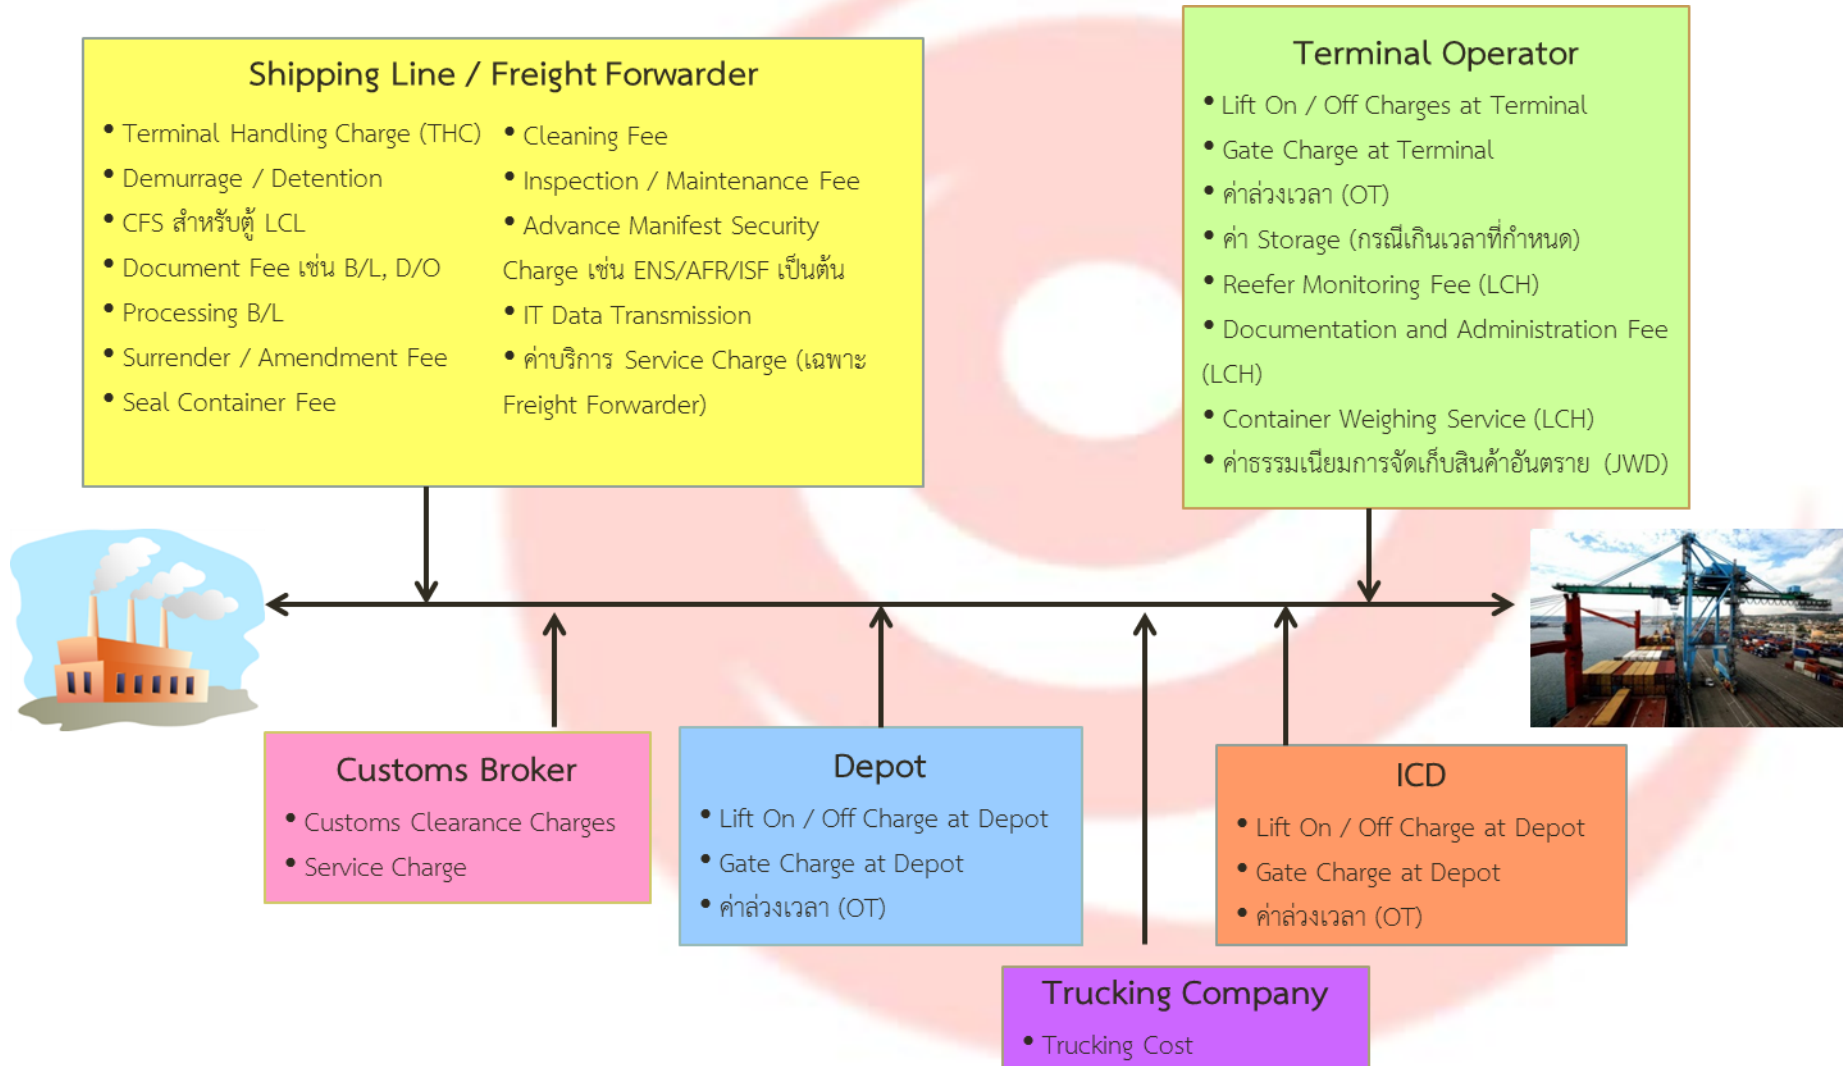 Shipping Line / Freight Forwarder
• Terminal Handling Charge (THC)
• Demurrage / Detention
• CFS สำหรับตู้ LCL
• Document Fee เช่น B/L, D/O
• Processing B/L
• Surrender / Amendment Fee
• Seal Container Fee
• Cleaning Fee
• Inspection / Maintenance Fee
• Advance Manifest Security
Charge เช่น ENS/AFR/ISF เป็นต้น
• IT Data Transmission
• ค่าบริการ Service Charge (เฉพาะ
Freight Forwarder)
Terminal Operator
• Lift On / Off Charges at Terminal
• Gate Charge at Terminal
• ค่าล่วงเวลา (OT)
• ค่า Storage (กรณีเกินเวลาที่กำหนด)
• Reefer Monitoring Fee (LCH)
• Documentation and Administration Fee
(LCH)
• Container Weighing Service (LCH)
• ค่าธรรมเนียมการจัดเก็บสินค้าอันตราย (JWD)
Customs Broker
• Customs Clearance Charges
• Service Charge
Depot
• Lift On / Off Charge at Depot
• Gate Charge at Depot
• ค่าล่วงเวลา (OT)
ICD
• Lift On / Off Charge at Depot
• Gate Charge at Depot
• ค่าล่วงเวลา (OT)
Trucking Company
• Trucking Cost